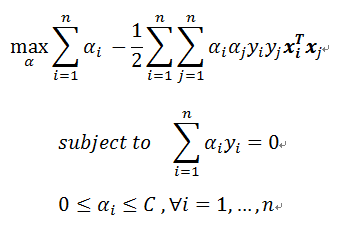 max_α ∑_{i=1}^{n} α_i − 1/2 ∑_{i=1}^{n} ∑_{j=1}^{n} α_i α_j y_i y_j x_i^T x_j ↵
subject to ∑_{i=1}^{n} α_i y_i = 0 ↵
0 ≤ α_i ≤ C , ∀i = 1, … , n ↵